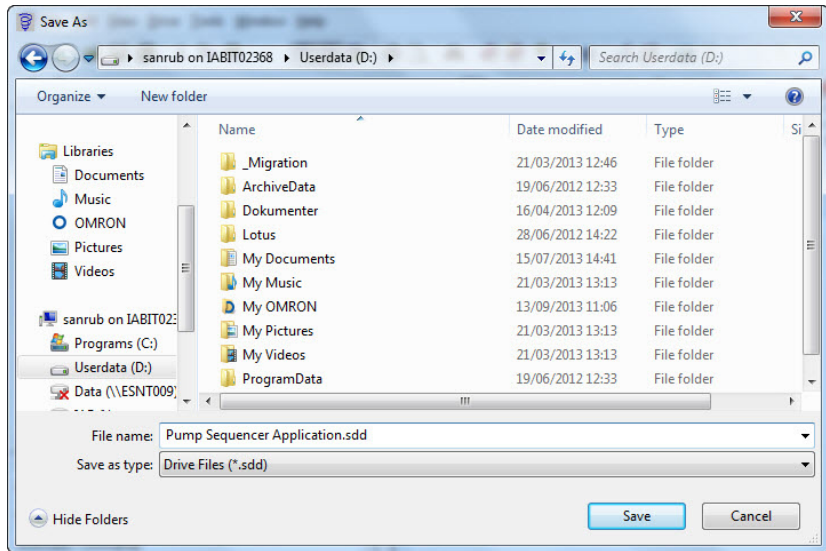 Save As
sanrub on IABIT02368 Userdata (D:) Search Userdata (D:)
Organize New folder
Name Date modified Type Si
Libraries
Documents
Music
OMRON
Pictures
Videos
sanrub on IABIT023
Programs (C:)
Userdata (D:)
Data (\\ESNT009)
_Migration 21/03/2013 12:46 File folder
ArchiveData 19/06/2012 12:33 File folder
Dokumenter 16/04/2013 12:09 File folder
Lotus 28/06/2012 14:22 File folder
My Documents 15/07/2013 14:41 File folder
My Music 21/03/2013 13:13 File folder
My OMRON 13/09/2013 11:06 File folder
My Pictures 21/03/2013 13:13 File folder
My Videos 21/03/2013 13:13 File folder
ProgramData 19/06/2012 12:33 File folder
File name: Pump Sequencer Application.sdd
Save as type: Drive Files (*.sdd)
Hide Folders Save Cancel